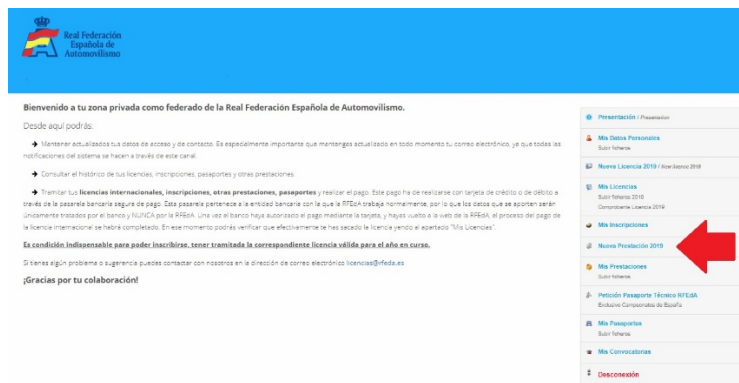 Real Federación
Española de
Automovilismo
Bienvenido a tu zona privada como federado de la Real Federación Española de Automovilismo.
Desde aquí podrás:
➔ Mantener actualizados tus datos de acceso y de contacto. Es especialmente importante que mantengas actualizado en todo momento tu correo electrónico, ya que todas las
notificaciones del sistema se hacen a través de este canal.
➔ Consultar el histórico de tus licencias, inscripciones, pasaportes y otras prestaciones.
➔ Tramitar tus licencias internacionales, inscripciones, otras prestaciones, pasaportes y realizar el pago. Este pago ha de realizarse con tarjeta de crédito o de débito a
través de la pasarela bancaria segura de pago. Esta pasarela pertenece a la entidad bancaria con la que la RFEdA trabaja normalmente, por lo que los datos que se aporten serán
únicamente tratados por el banco y NUNCA por la RFEdA. Una vez el banco haya autorizado el pago mediante la tarjeta, y hayas vuelto a la web de la RFEdA, el proceso del pago de
la licencia internacional se habrá completado. En ese momento podrás verificar que efectivamente se has sacado la licencia yendo al apartado "Mis Licencias".
Es condición indispensable para poder inscribirse, tener tramitada la correspondiente licencia válida para el año en curso.
Si tienes algún problema o sugerencia puedes contactar con nosotros en la dirección de correo electrónico licencias@rfeda.es
¡Gracias por tu colaboración!
Presentación / Presentation
Mis Datos Personales
Subir ficheros
Nueva Licencia 2019 / New licence 2019
Mis Licencias
Subir ficheros 2019
Comprobante Licencia 2019
Mis Inscripciones
Nueva Prestación 2019
Mis Prestaciones
Subir ficheros
Petición Pasaporte Técnico RFEdA
Exclusivo Campeonatos de España
Mis Pasaportes
Subir ficheros
Mis Convocatorias
Desconexión